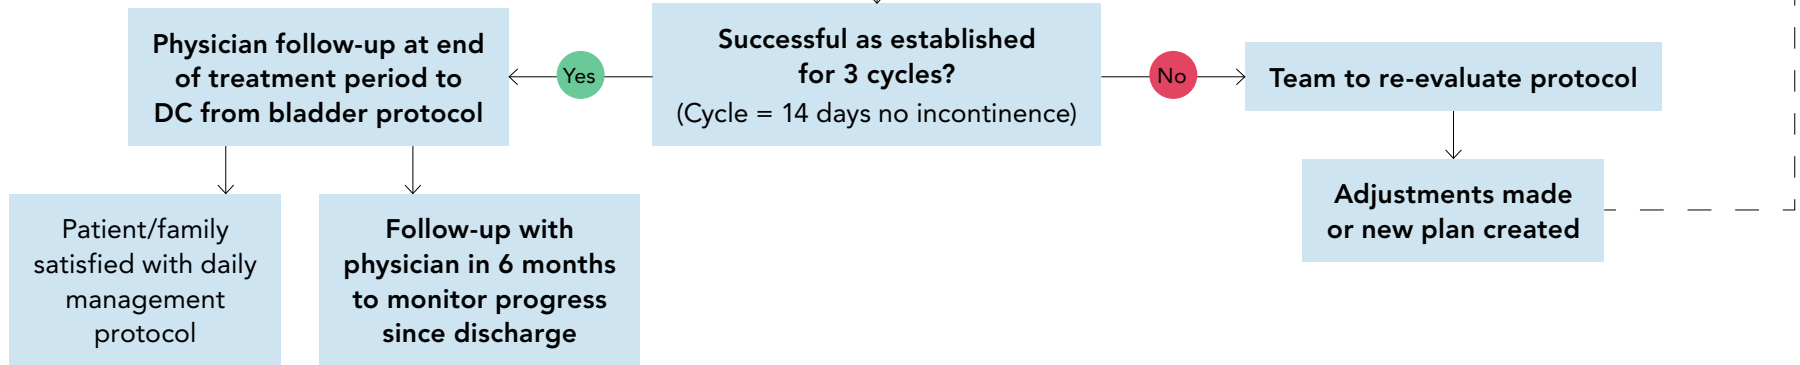 Physician follow-up at end
of treatment period to
DC from bladder protocol
Yes
Successful as established
for 3 cycles?
(Cycle = 14 days no incontinence)
No
Team to re-evaluate protocol
Patient/family
satisfied with daily
management
protocol
Follow-up with
physician in 6 months
to monitor progress
since discharge
Adjustments made
or new plan created